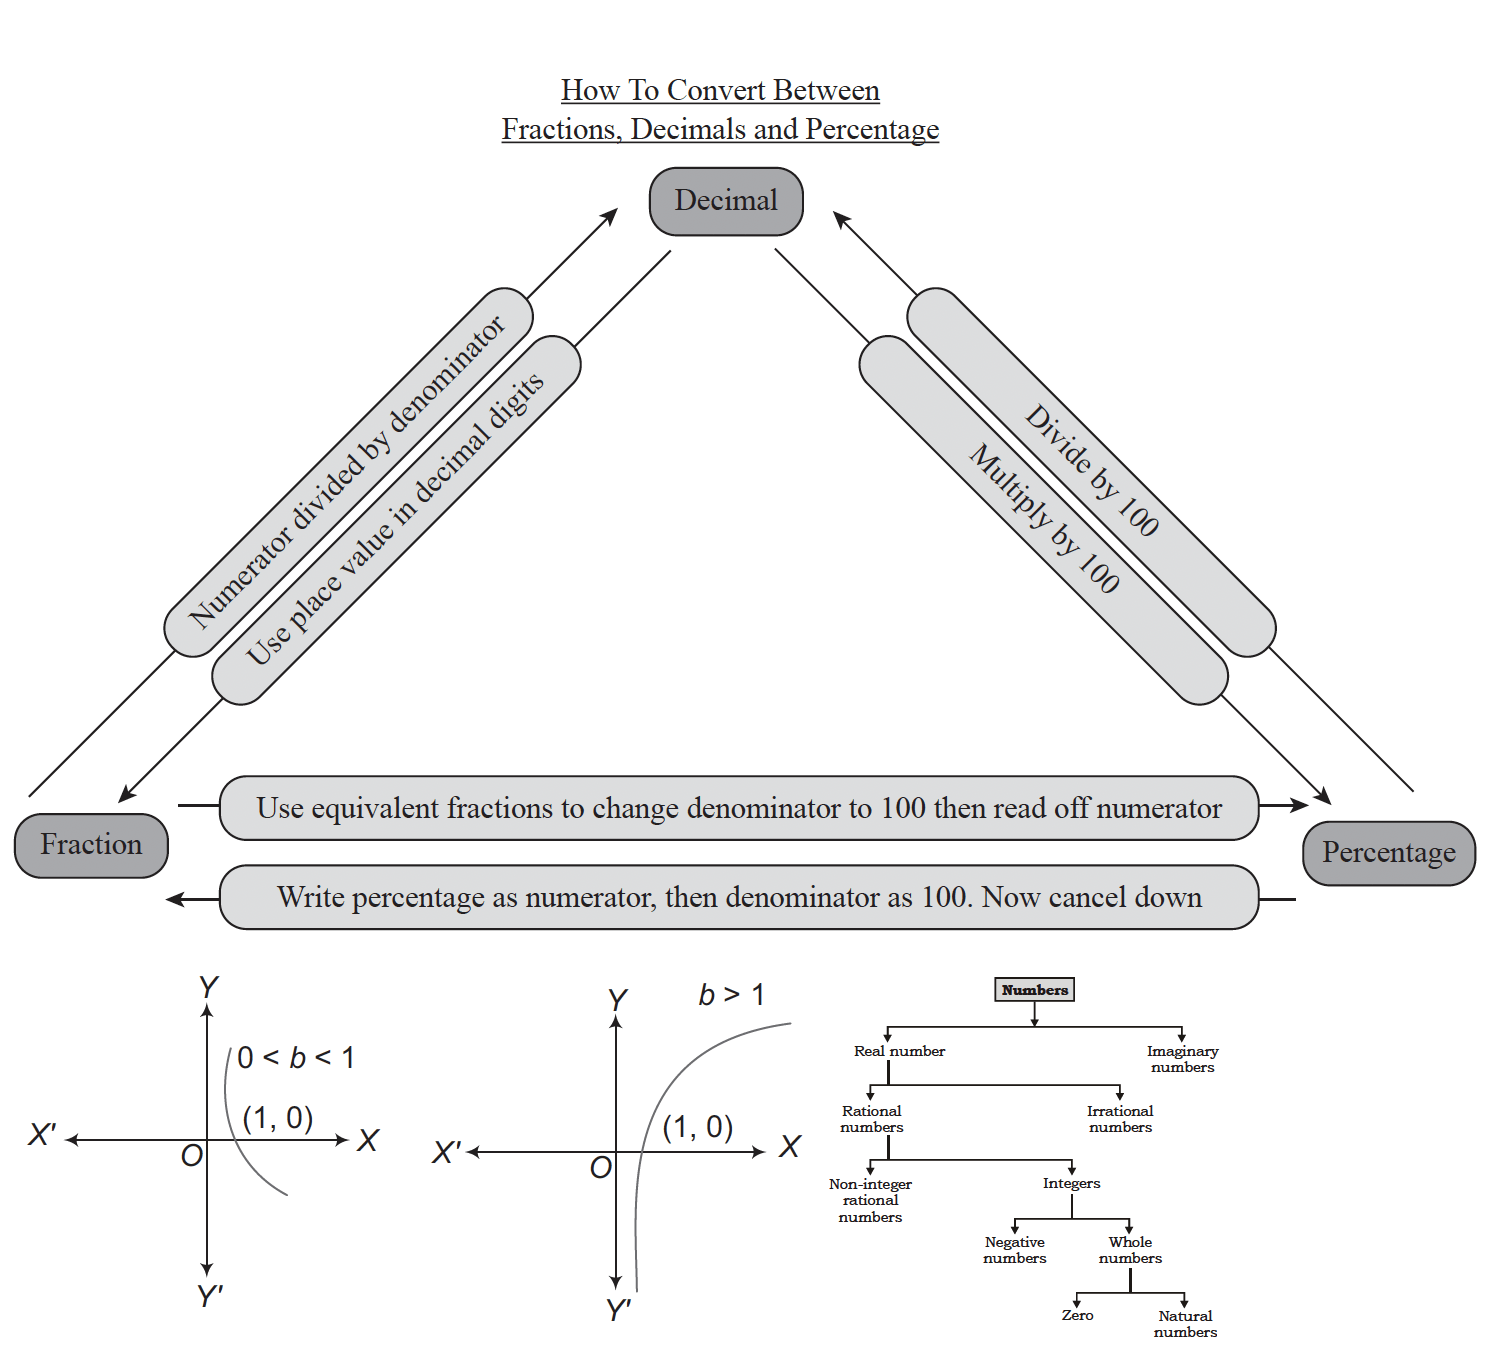 How To Convert Between
Fractions, Decimals and Percentage
Decimal
Numerator divided by denominator
Use place value in decimal digits
Divide by 100
Multiply by 100
Fraction
Use equivalent fractions to change denominator to 100 then read off numerator
Percentage
Write percentage as numerator, then denominator as 100. Now cancel down
Y
0 < b < 1
(1, 0)
X'
X
O
Y'
Y
b > 1
(1, 0)
X'
X
O
Y'
Numbers
Real number
Imaginary
numbers
Rational
numbers
Irrational
numbers
Non-integer
rational
numbers
Integers
Negative
numbers
Whole
numbers
Zero
Natural
numbers